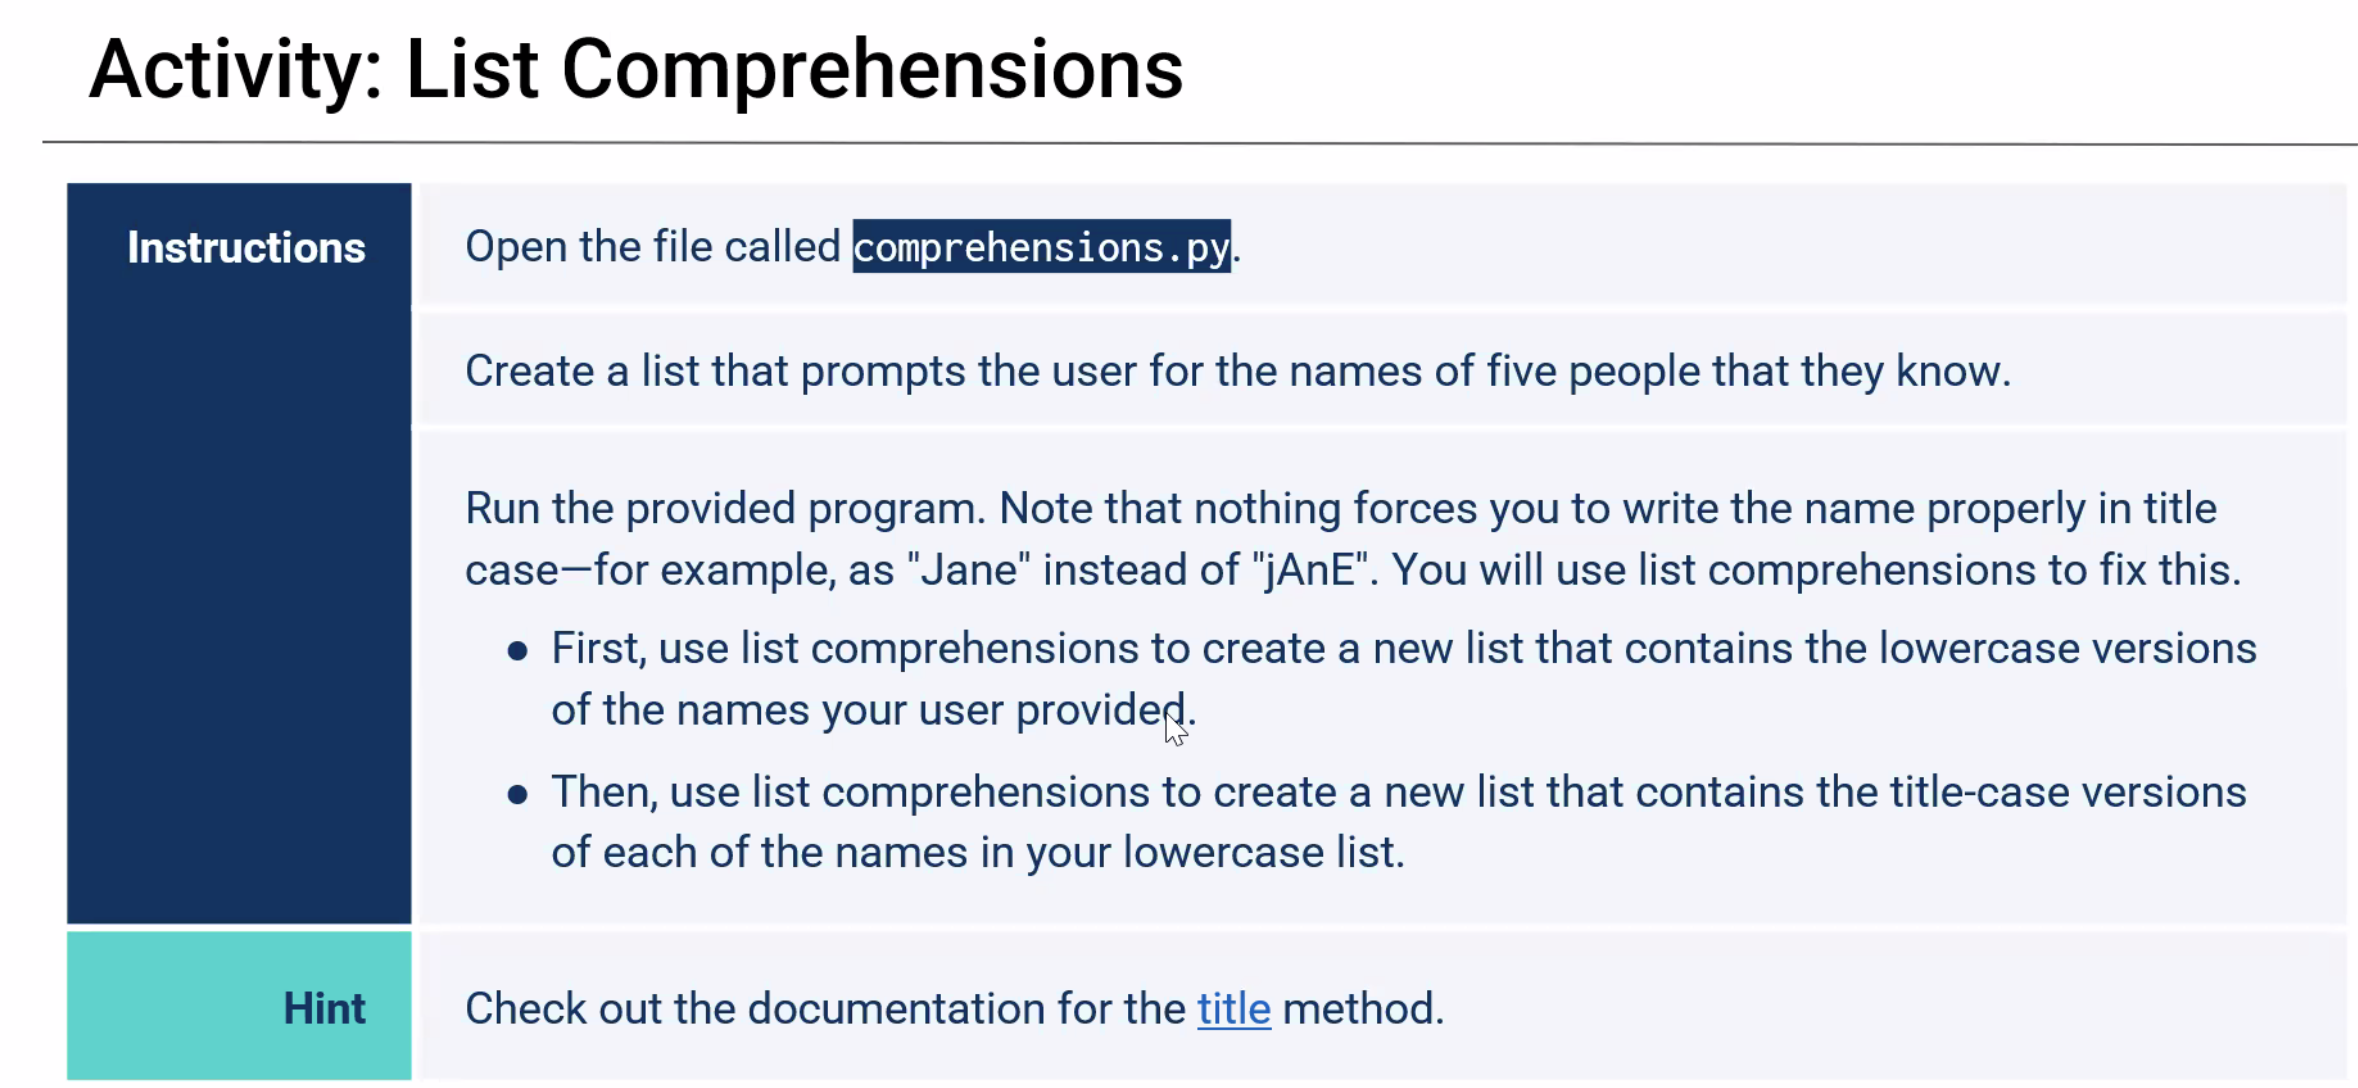 Activity: List Comprehensions
Instructions
Open the file called comprehensions.py.
Create a list that prompts the user for the names of five people that they know.
Run the provided program. Note that nothing forces you to write the name properly in title
case—for example, as "Jane" instead of "jAnE". You will use list comprehensions to fix this.
● First, use list comprehensions to create a new list that contains the lowercase versions
of the names your user provided.
● Then, use list comprehensions to create a new list that contains the title-case versions
of each of the names in your lowercase list.
Hint
Check out the documentation for the title method.